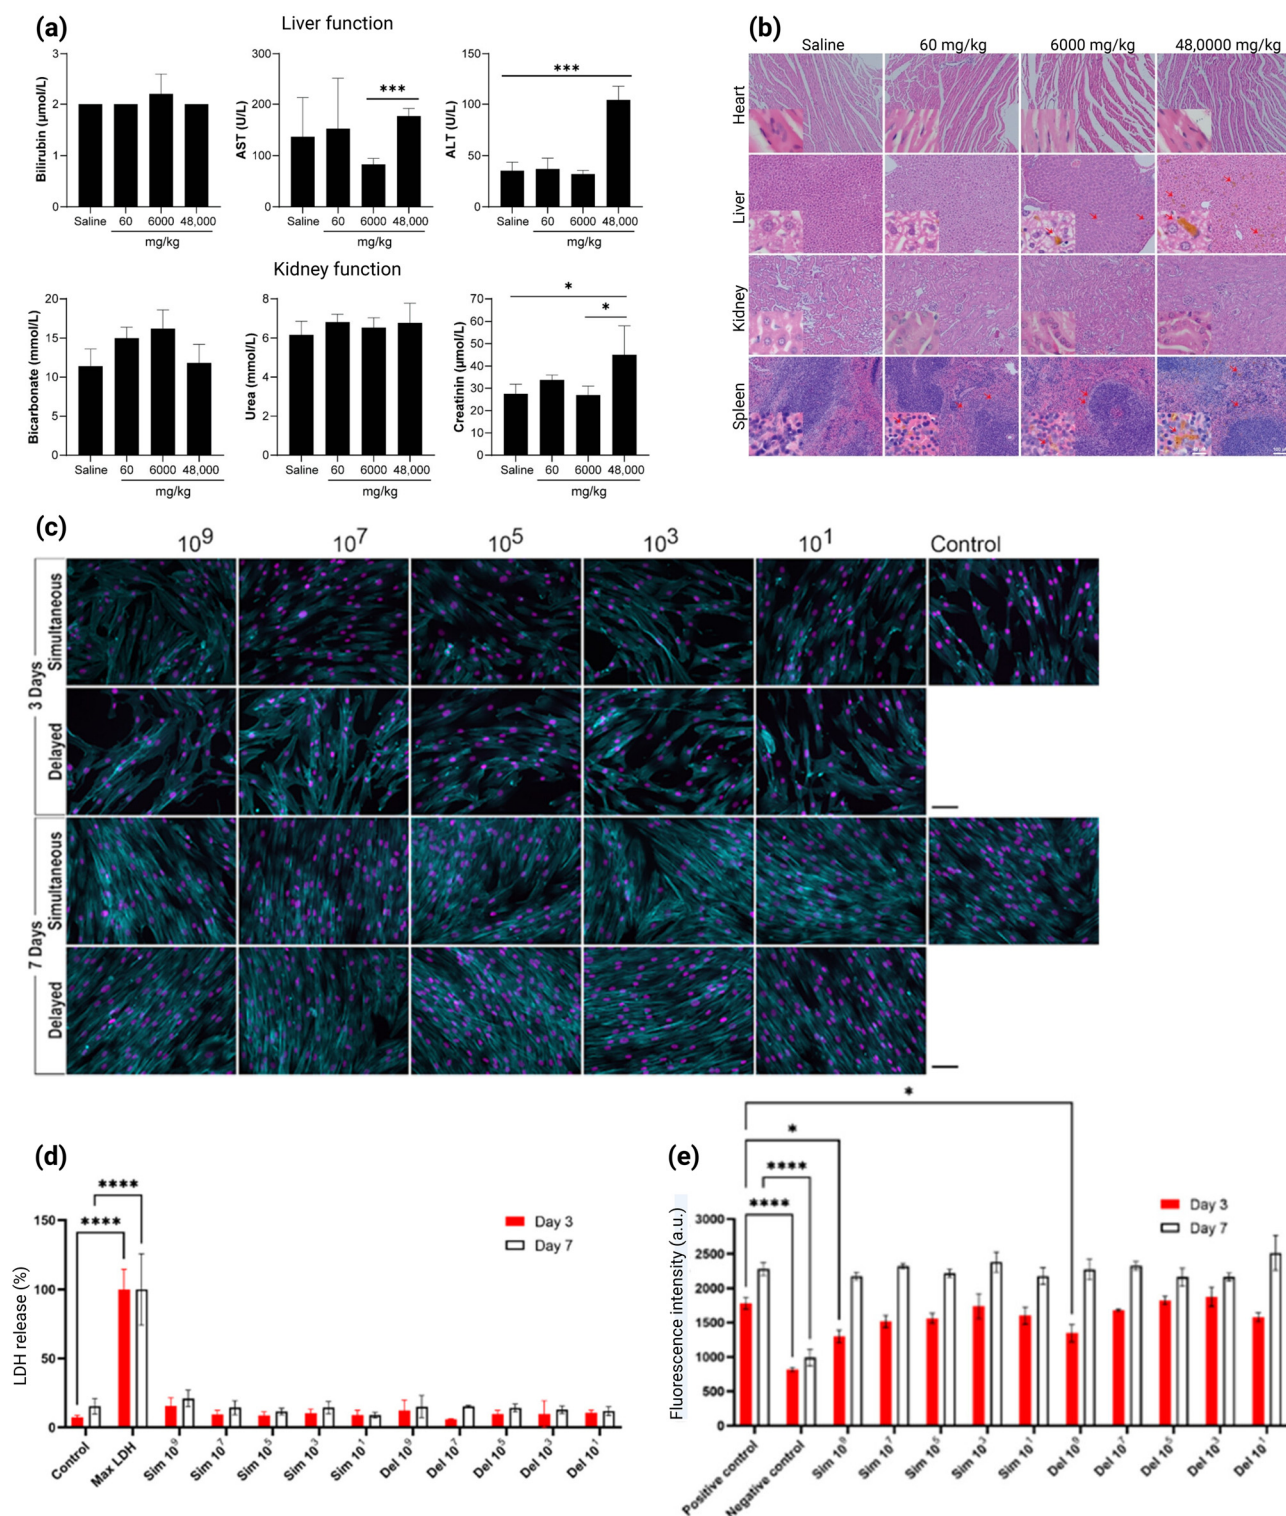 (a)
Liver function
Bilirubin (µmol/L)
3
2
1
0
Saline 60 6000 48,000
mg/kg
AST (U/L)
300
200
100
0
***
Saline 60 6000 48,000
mg/kg
ALT (U/L)
150
100
50
0
***
Saline 60 6000 48,000
mg/kg
Kidney function
Bicarbonate (mmol/L)
20
15
10
5
0
Saline 60 6000 48,000
mg/kg
Urea (mmol/L)
8
6
4
2
0
Saline 60 6000 48,000
mg/kg
Creatinin (µmol/L)
70
60
50
40
30
20
10
0
*
*
Saline 60 6000 48,000
mg/kg
(b)
Saline 60 mg/kg 6000 mg/kg 48,0000 mg/kg
Heart
Liver
Kidney
Spleen
(c)
10⁹ 10⁷ 10⁵ 10³ 10¹ Control
3 Days
Simultaneous
Delayed
7 Days
Simultaneous
Delayed
(d)
LDH release (%)
150
100
50
0
****
****
Day 3
Day 7
Control
Max LDH
Sim 10⁹
Sim 10⁷
Sim 10⁵
Sim 10³
Sim 10¹
Del 10⁹
Del 10⁷
Del 10⁵
Del 10³
Del 10¹
(e)
Fluorescence intensity (a.u.)
3000
2500
2000
1500
1000
500
0
*
*
****
****
Day 3
Day 7
Positive control
Negative control
Sim 10⁹
Sim 10⁷
Sim 10⁵
Sim 10³
Sim 10¹
Del 10⁹
Del 10⁷
Del 10⁵
Del 10³
Del 10¹